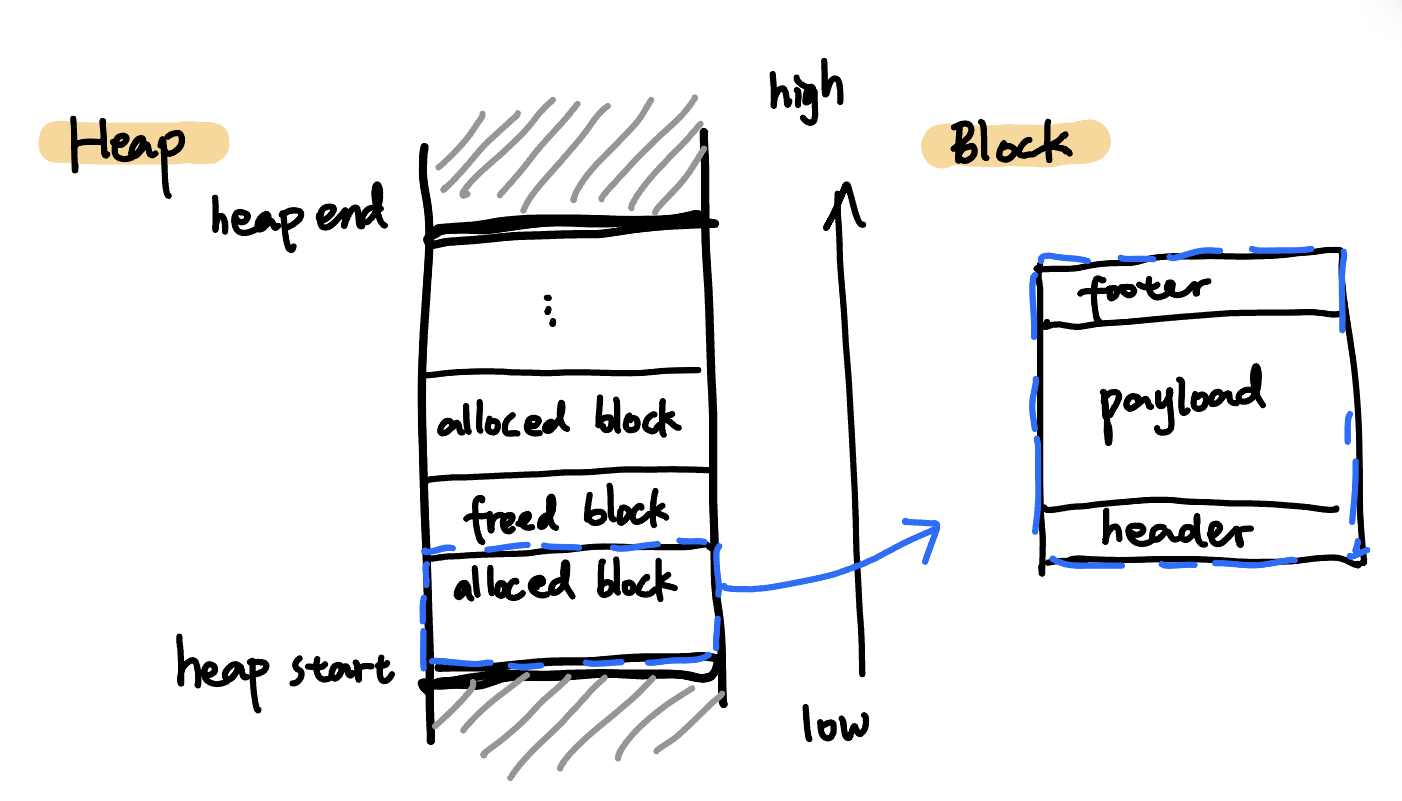 Heap
heap end
⋮
alloced block
freed block
alloced block
heap start
high
low
Block
footer
payload
header